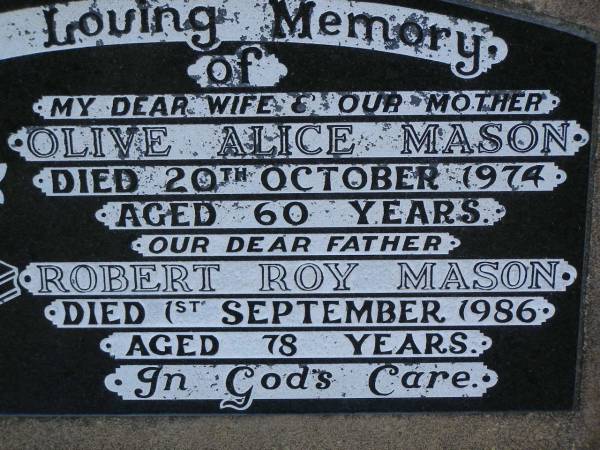 Loving Memory
of
MY DEAR WIFE & OUR MOTHER
OLIVE ALICE MASON
DIED 20TH OCTOBER 1974
AGED 60 YEARS.
OUR DEAR FATHER
ROBERT ROY MASON
DIED 1ST SEPTEMBER 1986
AGED 78 YEARS.
In God's Care.